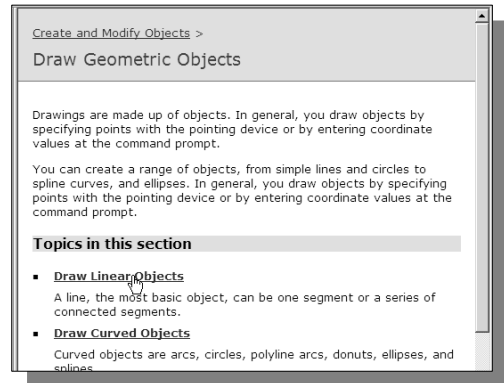 Create and Modify Objects >
Draw Geometric Objects
Drawings are made up of objects. In general, you draw objects by
specifying points with the pointing device or by entering coordinate
values at the command prompt.
You can create a range of objects, from simple lines and circles to
spline curves, and ellipses. In general, you draw objects by specifying
points with the pointing device or by entering coordinate values at the
command prompt.
Topics in this section
▪ Draw Linear Objects
A line, the most basic object, can be one segment or a series of
connected segments.
▪ Draw Curved Objects
Curved objects are arcs, circles, polyline arcs, donuts, ellipses, and
splines